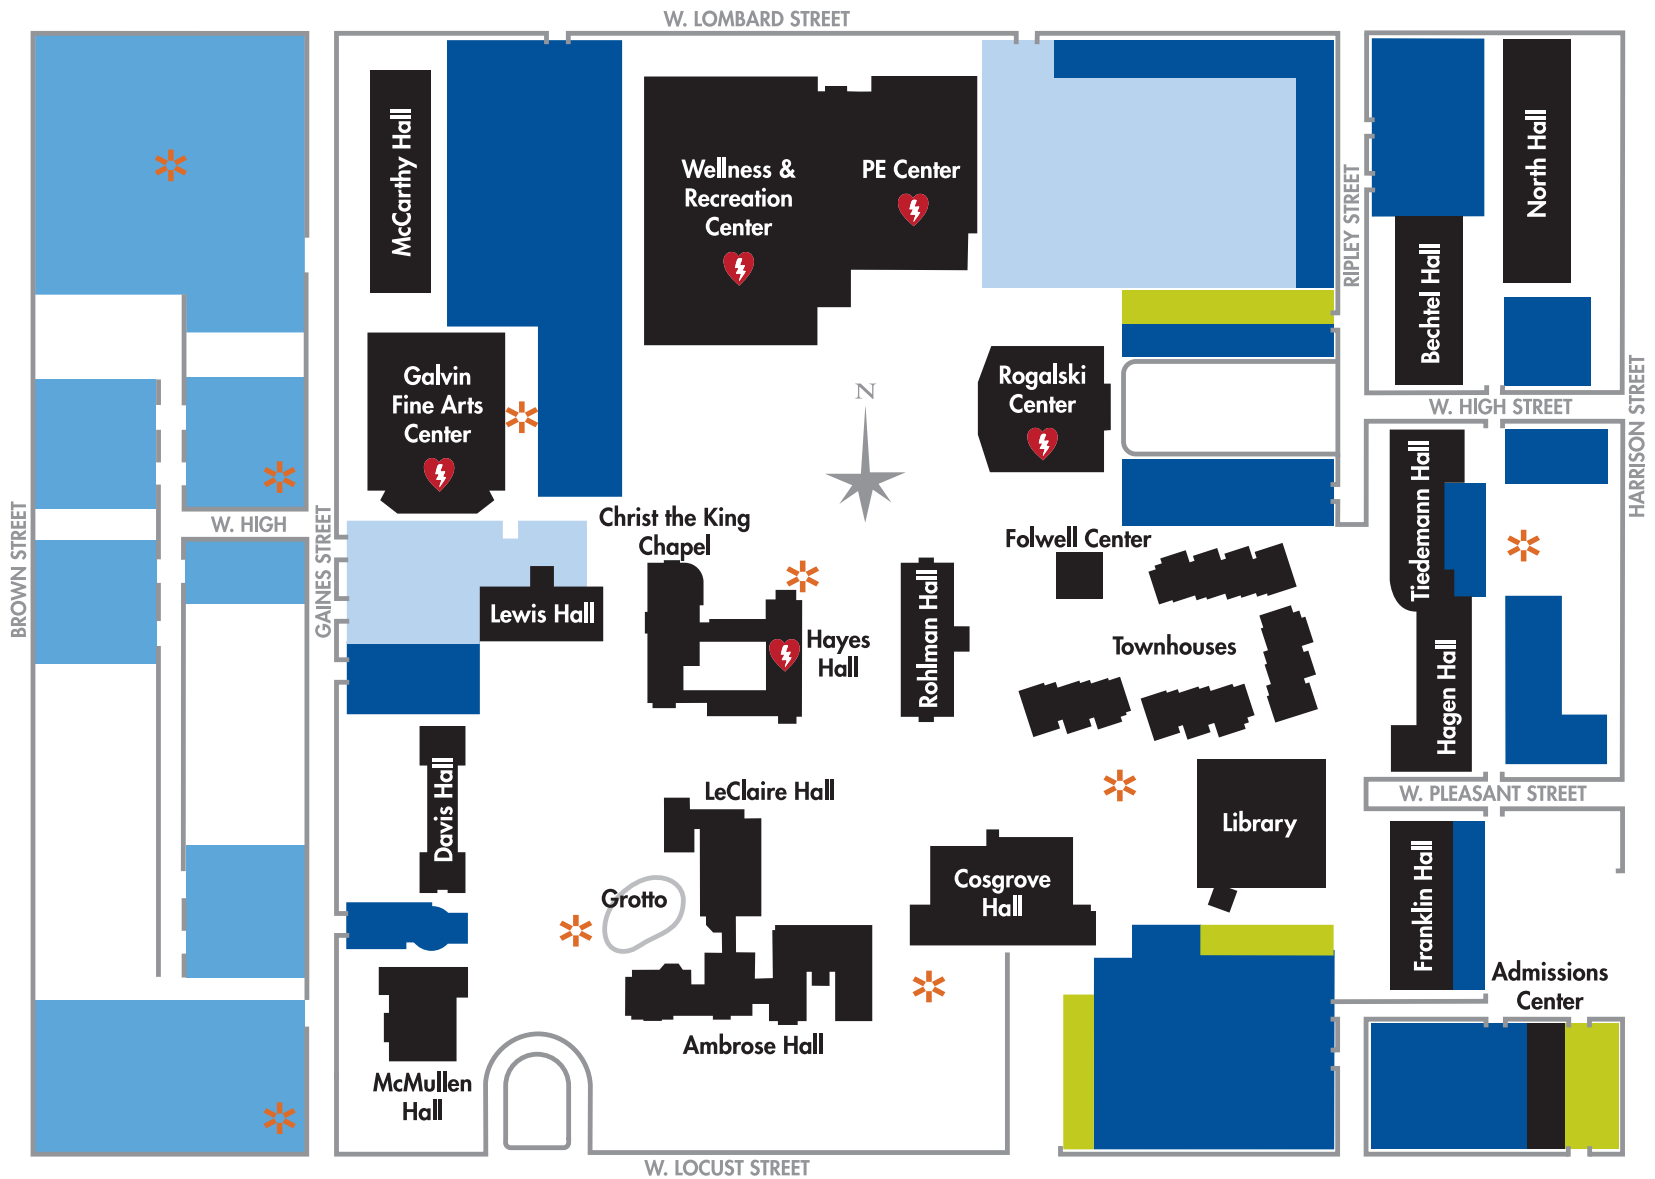 W. LOMBARD STREET
McCarthy Hall
Wellness &
Recreation
Center
PE Center
RIPLEY STREET
North Hall
Bechtel Hall
Galvin
Fine Arts
Center
N
Rogalski
Center
W. HIGH STREET
HARRISON STREET
BROWN STREET
W. HIGH
GAINES STREET
Christ the King
Chapel
Folwell Center
Tiedemann Hall
Lewis Hall
Hayes
Hall
Rohlman Hall
Townhouses
Hagen Hall
Davis Hall
LeClaire Hall
W. PLEASANT STREET
Library
Grotto
Cosgrove
Hall
Franklin Hall
Admissions
Center
Ambrose Hall
McMullen
Hall
W. LOCUST STREET